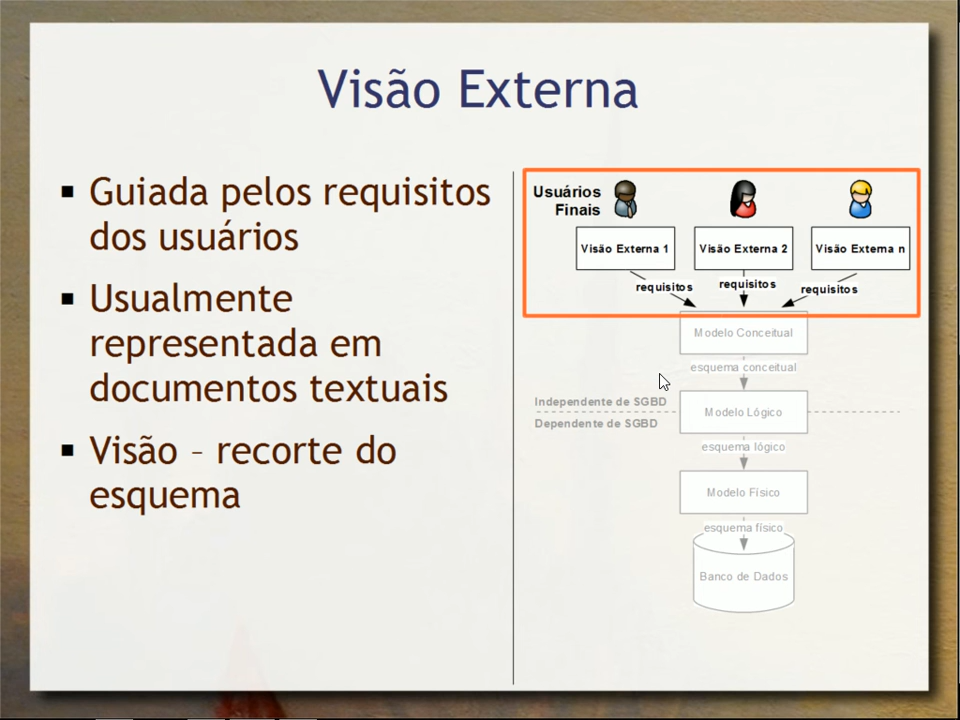 Visão Externa
▪ Guiada pelos requisitos
dos usuários
▪ Usualmente
representada em
documentos textuais
▪ Visão – recorte do
esquema
Usuários
Finais
Visão Externa 1
Visão Externa 2
Visão Externa n
requisitos
requisitos
requisitos
Modelo Conceitual
esquema conceitual
Independente de SGBD
Modelo Lógico
Dependente de SGBD
esquema lógico
Modelo Físico
esquema físico
Banco de Dados